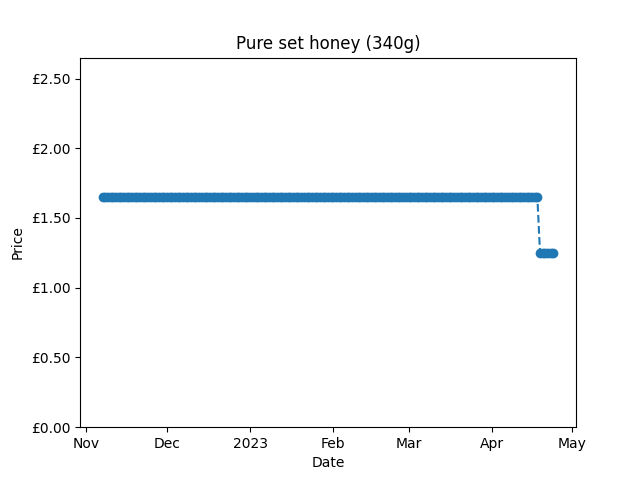 Pure set honey (340g)
£2.50
£2.00
£1.50
£1.00
£0.50
£0.00
Price
Nov Dec 2023 Feb Mar Apr May
Date